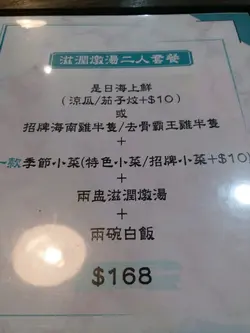 滋潤燉湯二人套餐
是日海上鮮
(涼瓜/茄子炆+$10)
或
招牌海南雞半隻/去骨霸王雞半隻
+
一款季節小菜(特色小菜/招牌小菜+$10)
+
兩盅滋潤燉湯
+
兩碗白飯
$168